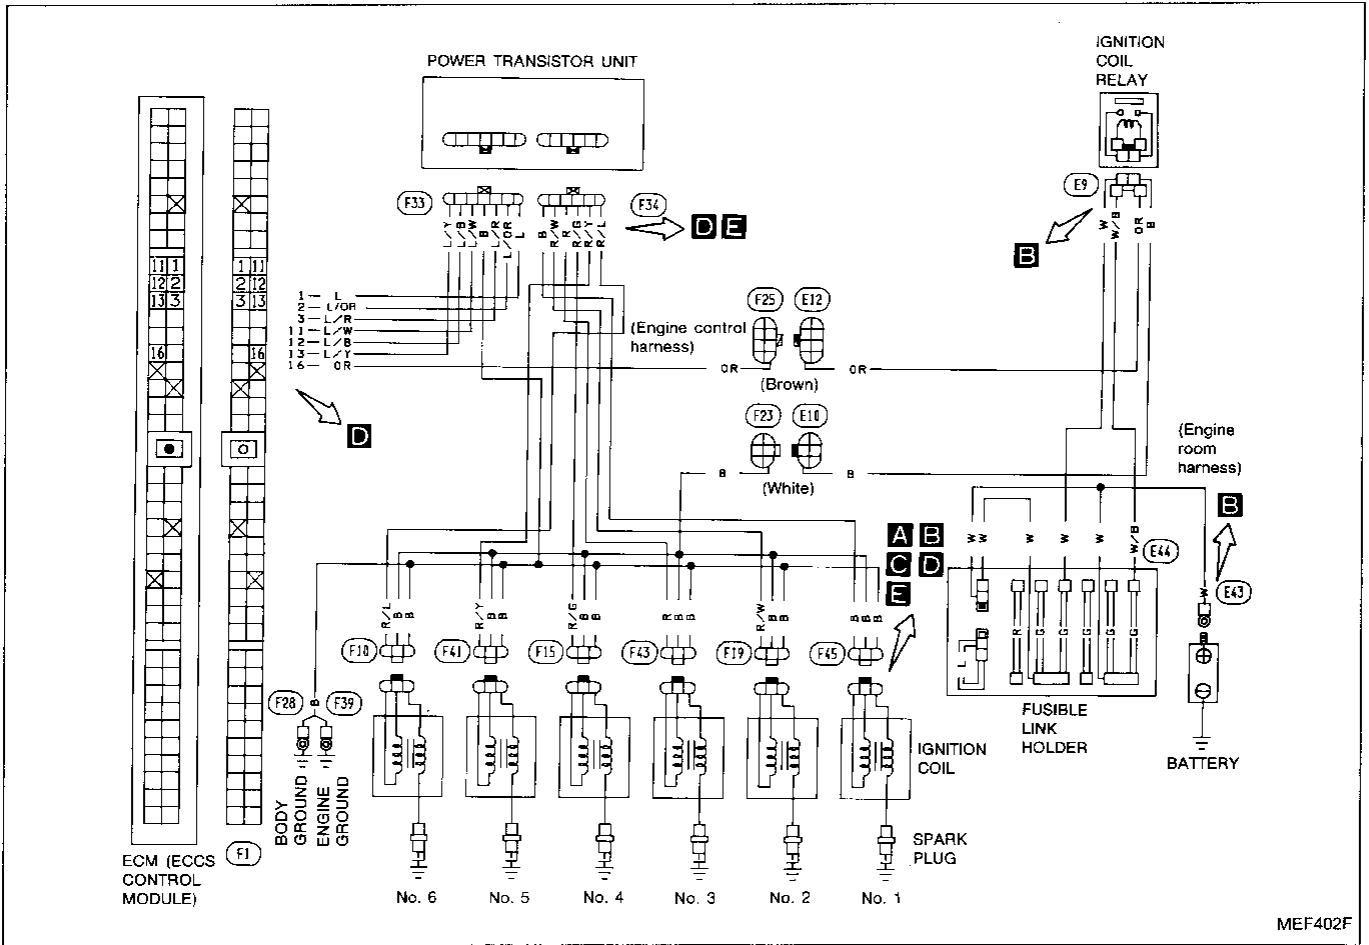 IGNITION
COIL
RELAY
POWER TRANSISTOR UNIT
F33
F34
E9
D E
B
L/Y
L/B
L/W
B
L/R
L/OR
L
B
R/W
R
R/G
R/Y
R/L
W
W/B
OR
B
11 1
12 2
13 3
16
1 11
2 12
3 13
16
1 — L
2 — L/OR
3 — L/R
11 — L/W
12 — L/B
13 — L/Y
16 — OR
(Engine control
harness)
F25
E12
OR
OR
(Brown)
F23
E10
B
B
(White)
D
(Engine
room
harness)
B
A B
C D
E
W
W
W
W
W
W/B
E44
W
E43
R/L
B
B
R/Y
B
B
R/G
B
B
R
B
B
R/W
B
B
B
B
B
F10
F41
F15
F43
F19
F45
L
R
G
G
G
G
FUSIBLE
LINK
HOLDER
BATTERY
F28
B
F39
BODY
GROUND
ENGINE
GROUND
IGNITION
COIL
SPARK
PLUG
ECM (ECCS
CONTROL
MODULE)
F1
No. 6
No. 5
No. 4
No. 3
No. 2
No. 1
MEF402F